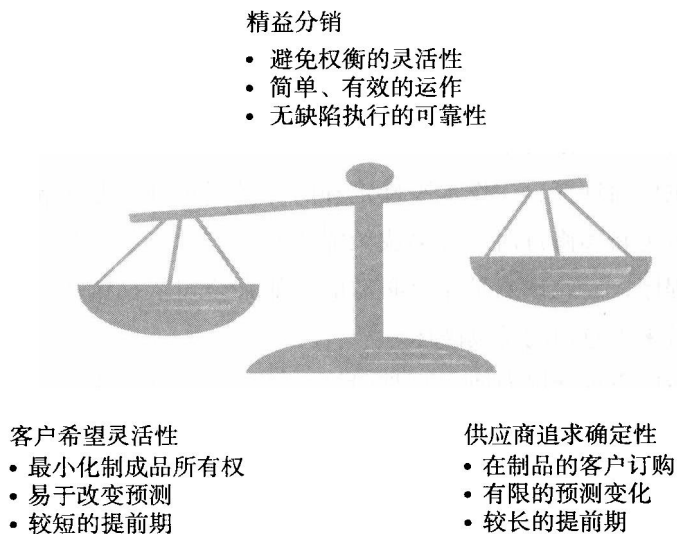 精益分销
• 避免权衡的灵活性
• 简单、有效的运作
• 无缺陷执行的可靠性
客户希望灵活性
• 最小化制成品所有权
• 易于改变预测
• 较短的提前期
供应商追求确定性
• 在制品的客户订购
• 有限的预测变化
• 较长的提前期